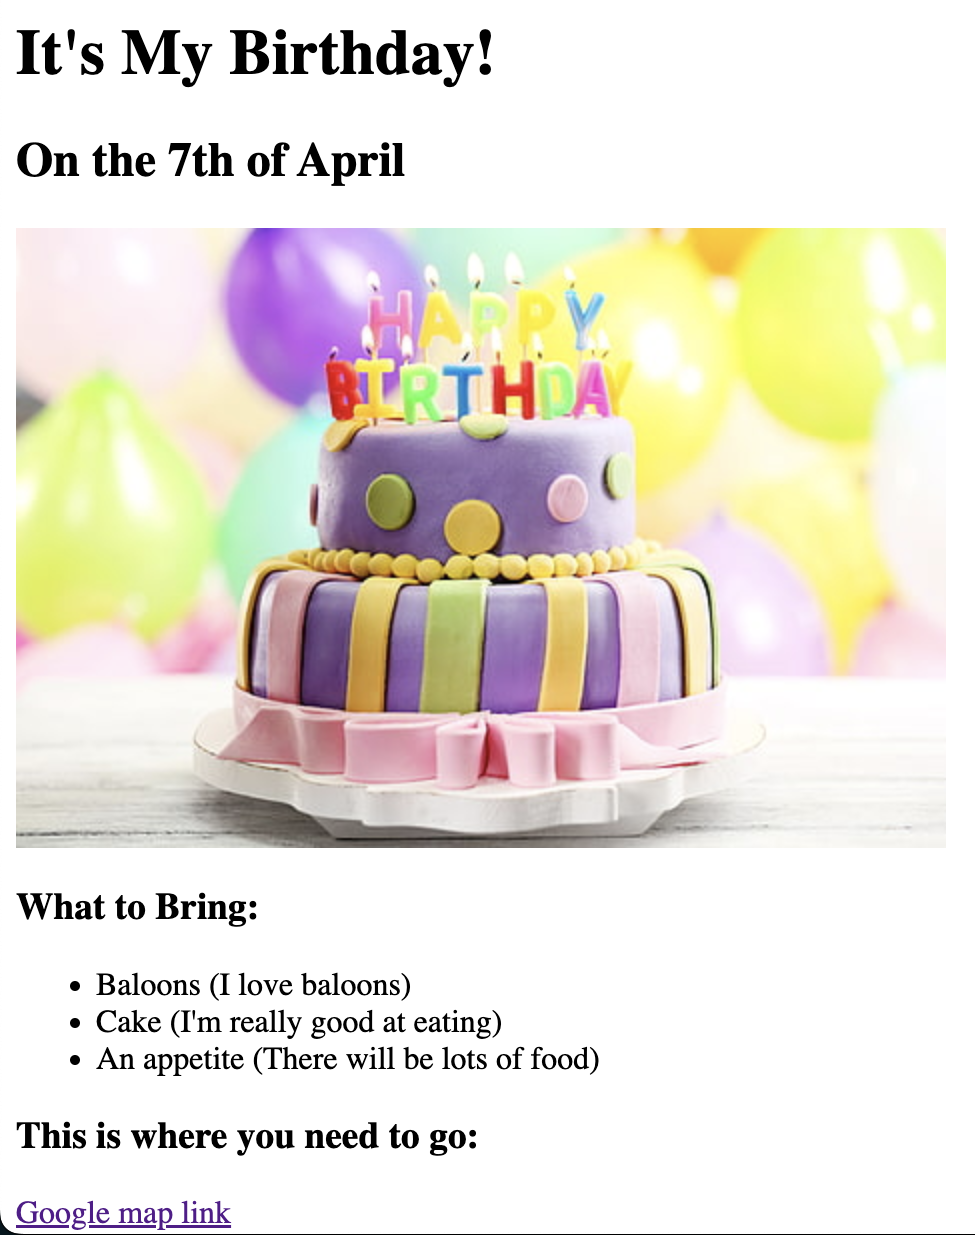 It's My Birthday!
On the 7th of April
HAPPY
BIRTHDAY
What to Bring:
Baloons (I love baloons)
Cake (I'm really good at eating)
An appetite (There will be lots of food)
This is where you need to go:
Google map link